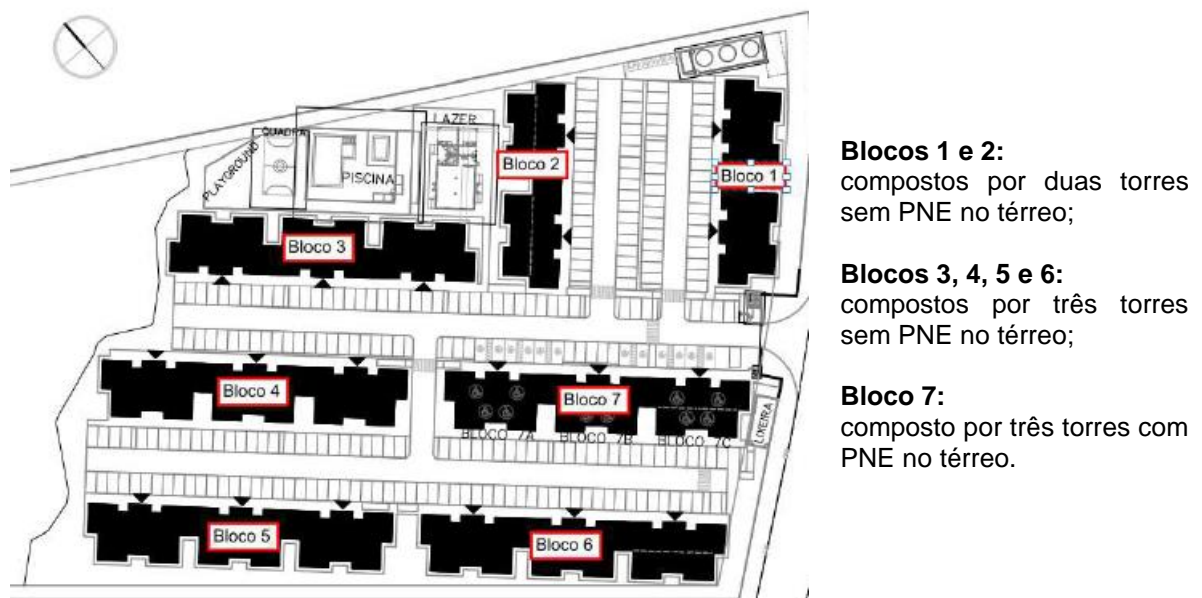 LAZER
QUADRA
PLAYGROUND
PISCINA
Bloco 2
Bloco 1
Bloco 3
Bloco 4
Bloco 7
BLOCO 7A
BLOCO 7B
BLOCO 7C
LIXEIRA
Bloco 5
Bloco 6
Blocos 1 e 2:
compostos por duas torres
sem PNE no térreo;
Blocos 3, 4, 5 e 6:
compostos por três torres
sem PNE no térreo;
Bloco 7:
composto por três torres com
PNE no térreo.